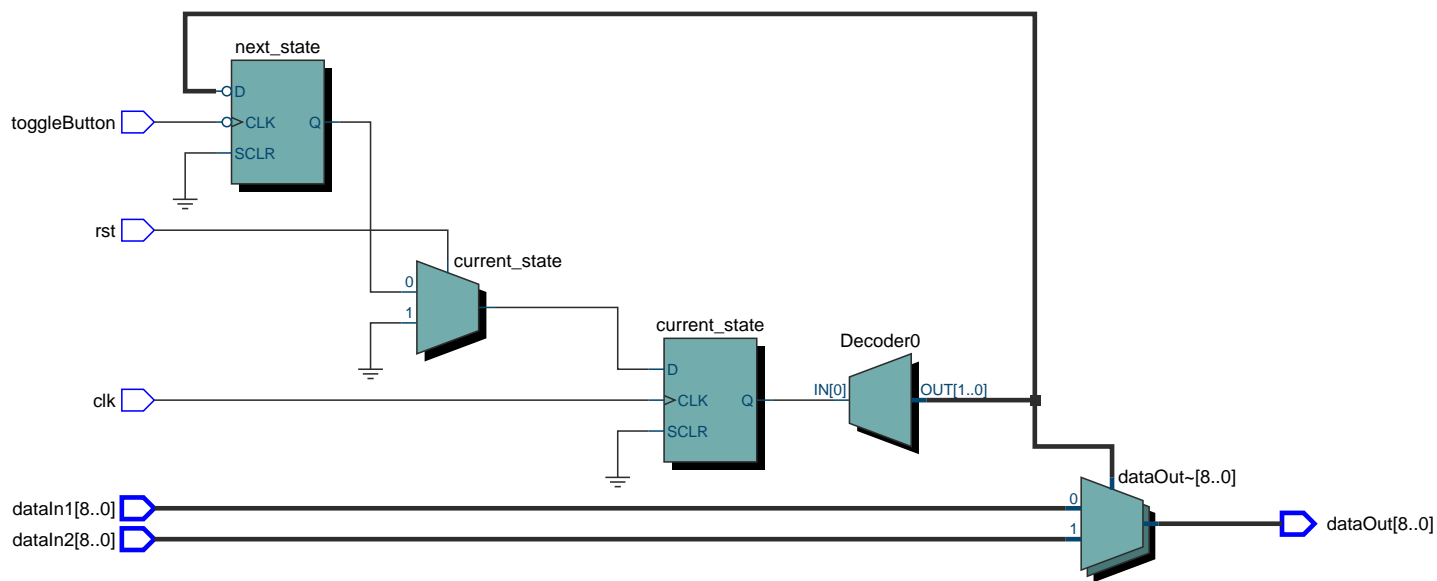 next_state
D
toggleButton
CLK
Q
SCLR
rst
current_state
0
1
current_state
Decoder0
D
clk
CLK
Q
IN[0]
OUT[1..0]
SCLR
dataOut~[8..0]
dataIn1[8..0]
0
dataIn2[8..0]
1
dataOut[8..0]